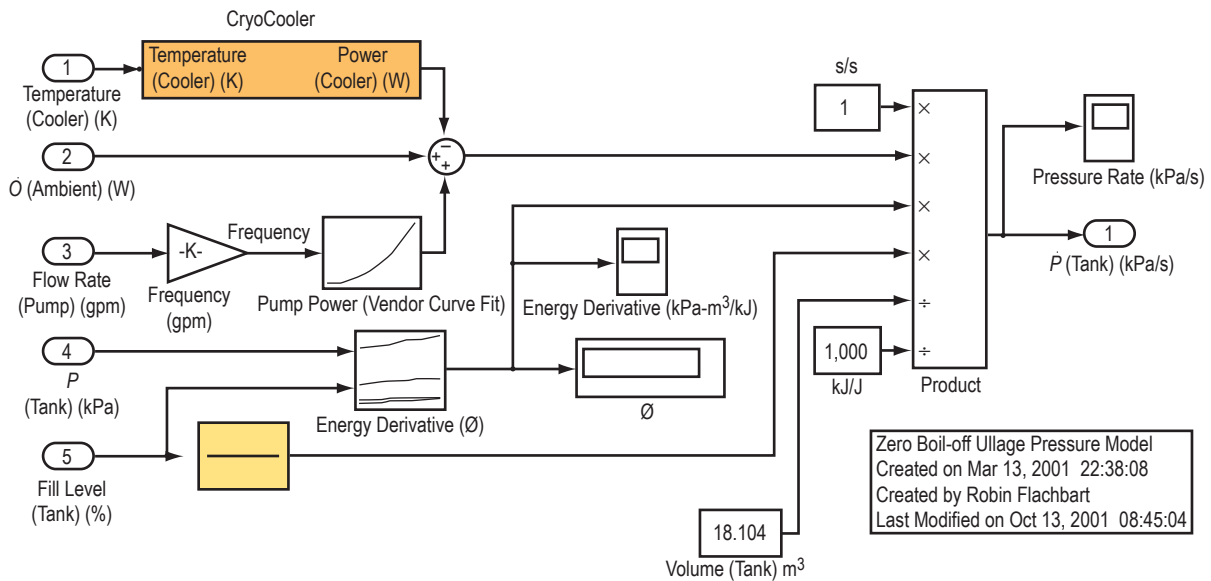 CryoCooler
1
Temperature
(Cooler) (K)
Power
(Cooler) (W)
Temperature
(Cooler) (K)
2
Ȯ (Ambient) (W)
−
+
+
3
Flow Rate
(Pump) (gpm)
-K-
Frequency
(gpm)
Frequency
Pump Power (Vendor Curve Fit)
4
P
(Tank) (kPa)
Energy Derivative (Ø)
5
Fill Level
(Tank) (%)
Energy Derivative (kPa-m³/kJ)
Ø
s/s
1
×
×
×
×
÷
÷
1,000
kJ/J
Product
18.104
Volume (Tank) m³
Pressure Rate (kPa/s)
1
Ṗ (Tank) (kPa/s)
Zero Boil-off Ullage Pressure Model
Created on Mar 13, 2001 22:38:08
Created by Robin Flachbart
Last Modified on Oct 13, 2001 08:45:04